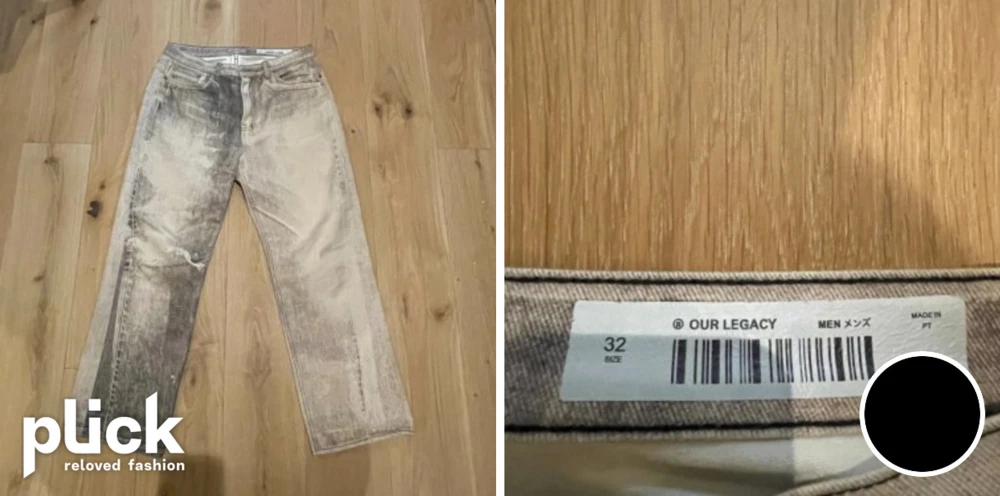 plick
reloved fashion
® OUR LEGACY
MEN メンズ
MADE IN
PT
32
SIZE